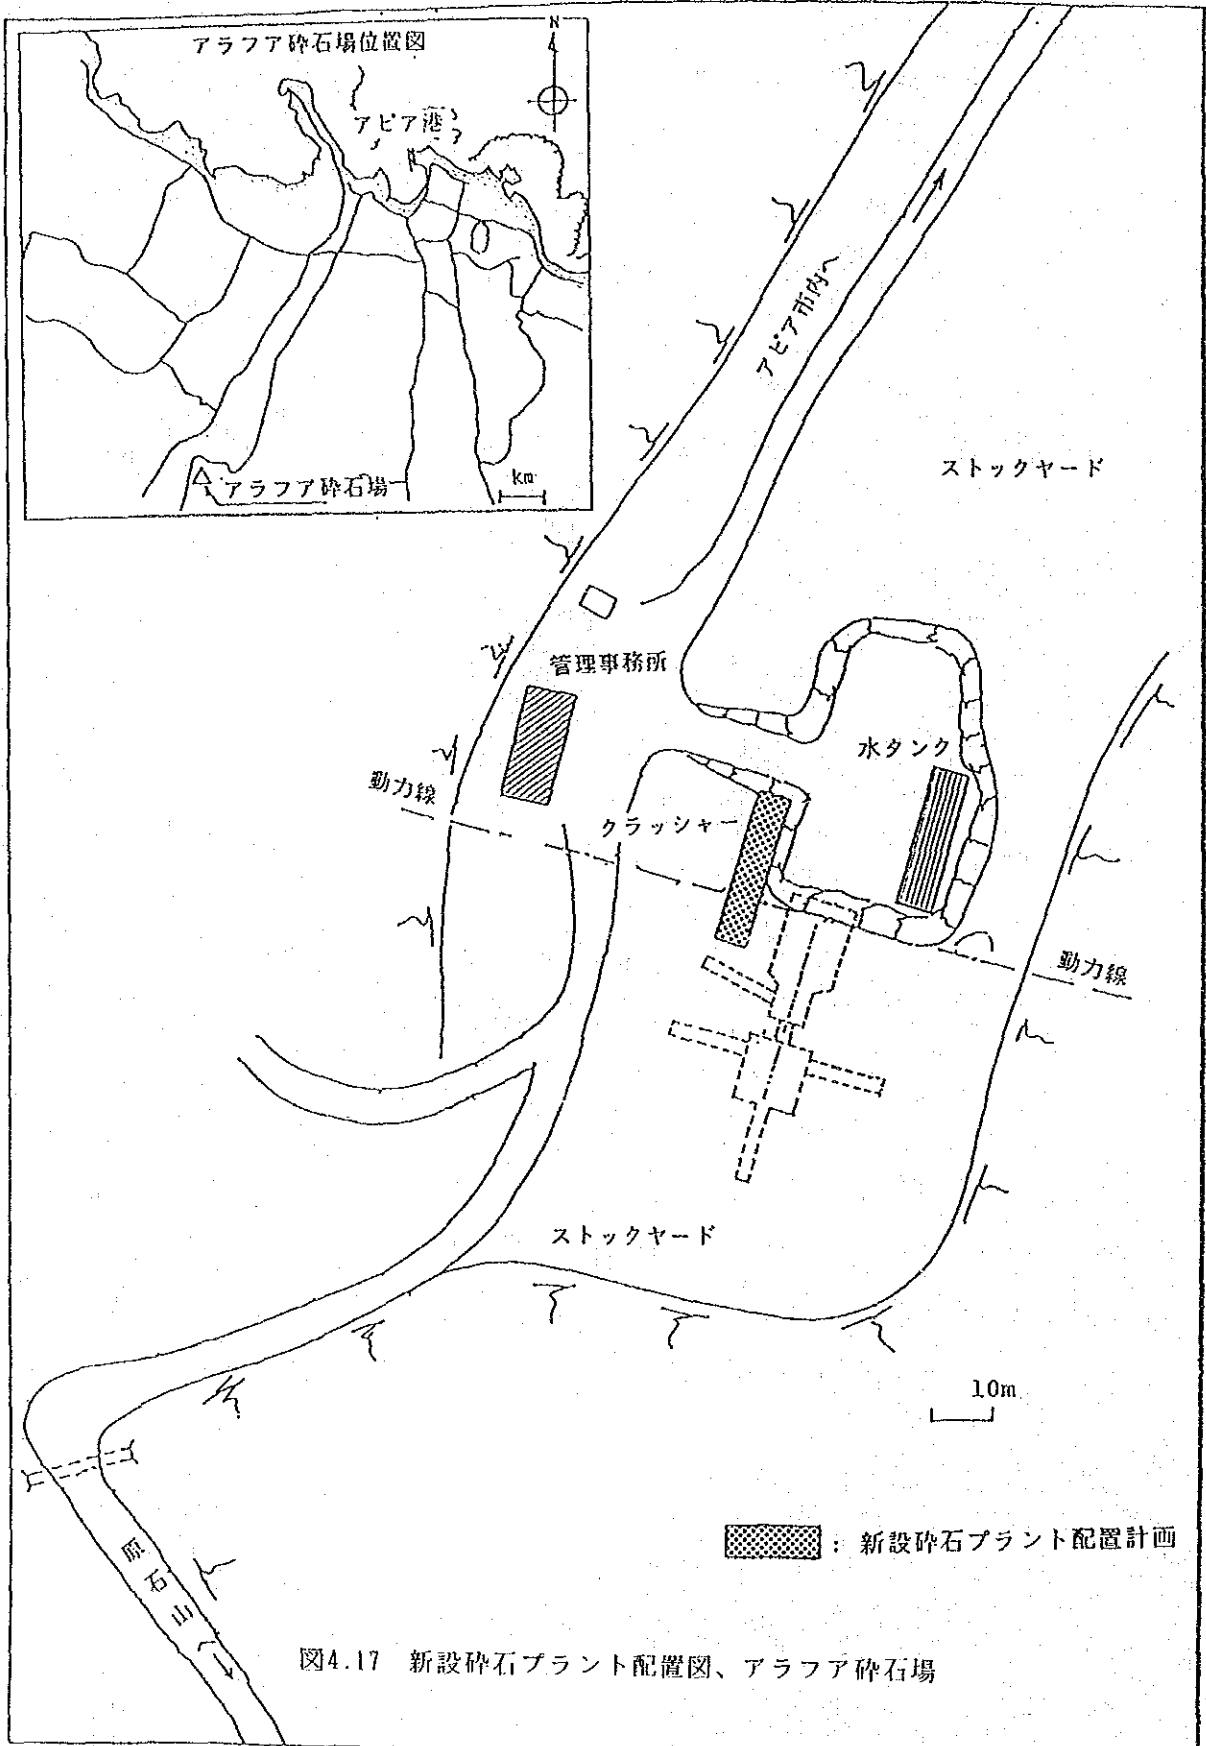 アラフア砕石場位置図
N
アピア港
アラフア砕石場
km
アピア市内へ
ストックヤード
管理事務所
水タンク
動力線
クラッシャー
動力線
ストックヤード
10m
：新設砕石プラント配置計画
原石山へ
図4.17 新設砕石プラント配置図、アラフア砕石場